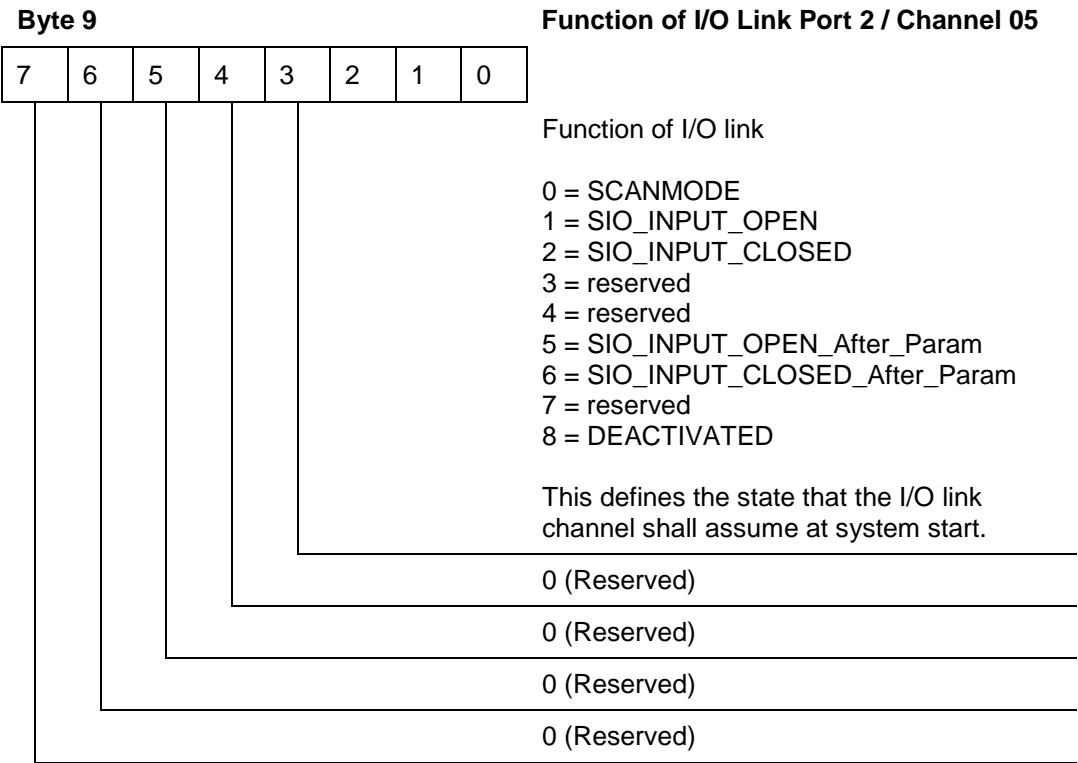 Byte 9 Function of I/O Link Port 2 / Channel 05
7 6 5 4 3 2 1 0
Function of I/O link
0 = SCANMODE
1 = SIO_INPUT_OPEN
2 = SIO_INPUT_CLOSED
3 = reserved
4 = reserved
5 = SIO_INPUT_OPEN_After_Param
6 = SIO_INPUT_CLOSED_After_Param
7 = reserved
8 = DEACTIVATED
This defines the state that the I/O link
channel shall assume at system start.
0 (Reserved)
0 (Reserved)
0 (Reserved)
0 (Reserved)